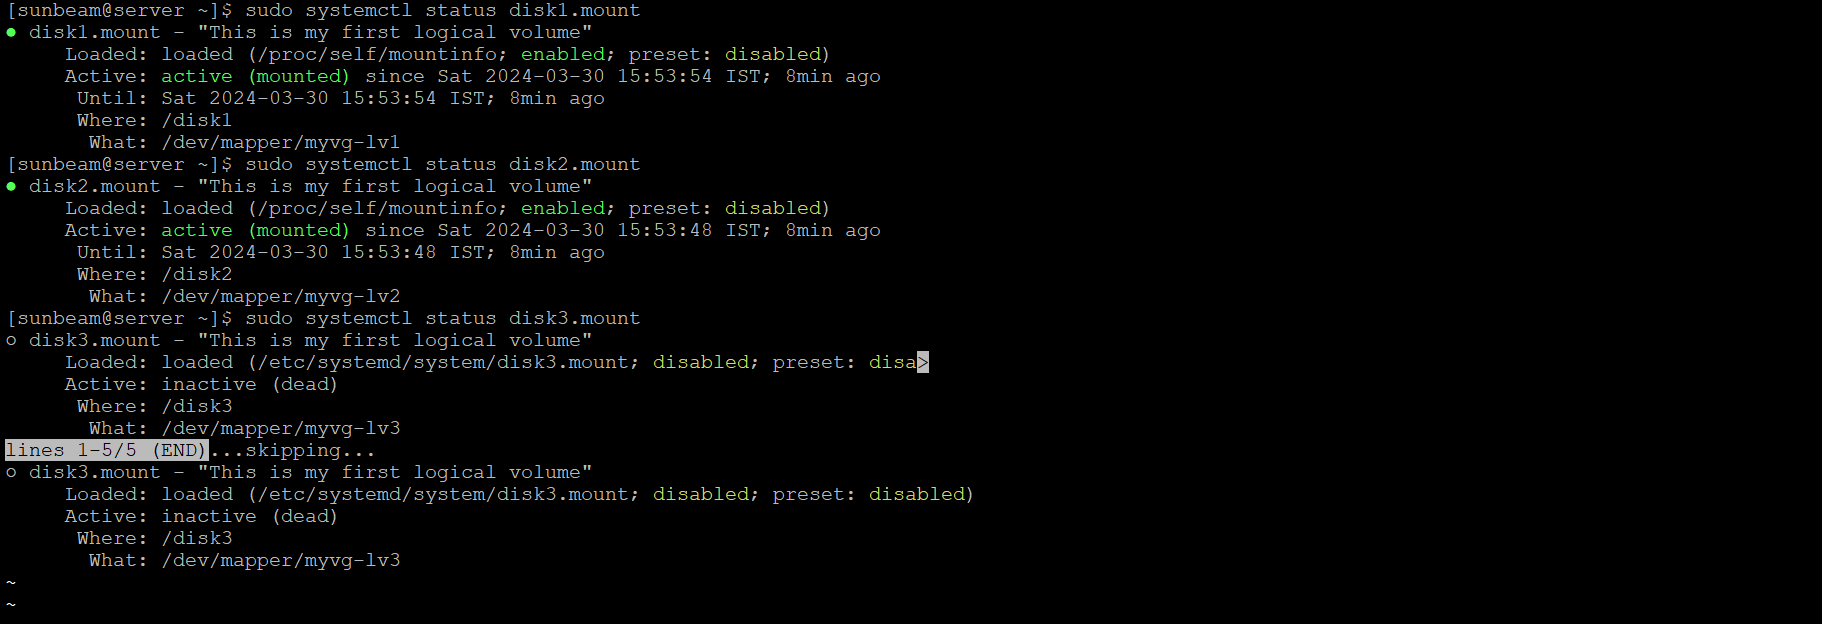 [sunbeam@server ~]$ sudo systemctl status disk1.mount
● disk1.mount - "This is my first logical volume"
     Loaded: loaded (/proc/self/mountinfo; enabled; preset: disabled)
     Active: active (mounted) since Sat 2024-03-30 15:53:54 IST; 8min ago
      Until: Sat 2024-03-30 15:53:54 IST; 8min ago
      Where: /disk1
       What: /dev/mapper/myvg-lv1
[sunbeam@server ~]$ sudo systemctl status disk2.mount
● disk2.mount - "This is my first logical volume"
     Loaded: loaded (/proc/self/mountinfo; enabled; preset: disabled)
     Active: active (mounted) since Sat 2024-03-30 15:53:48 IST; 8min ago
      Until: Sat 2024-03-30 15:53:48 IST; 8min ago
      Where: /disk2
       What: /dev/mapper/myvg-lv2
[sunbeam@server ~]$ sudo systemctl status disk3.mount
○ disk3.mount - "This is my first logical volume"
     Loaded: loaded (/etc/systemd/system/disk3.mount; disabled; preset: disa>
     Active: inactive (dead)
      Where: /disk3
       What: /dev/mapper/myvg-lv3
lines 1-5/5 (END)...skipping...
○ disk3.mount - "This is my first logical volume"
     Loaded: loaded (/etc/systemd/system/disk3.mount; disabled; preset: disabled)
     Active: inactive (dead)
      Where: /disk3
       What: /dev/mapper/myvg-lv3
~
~